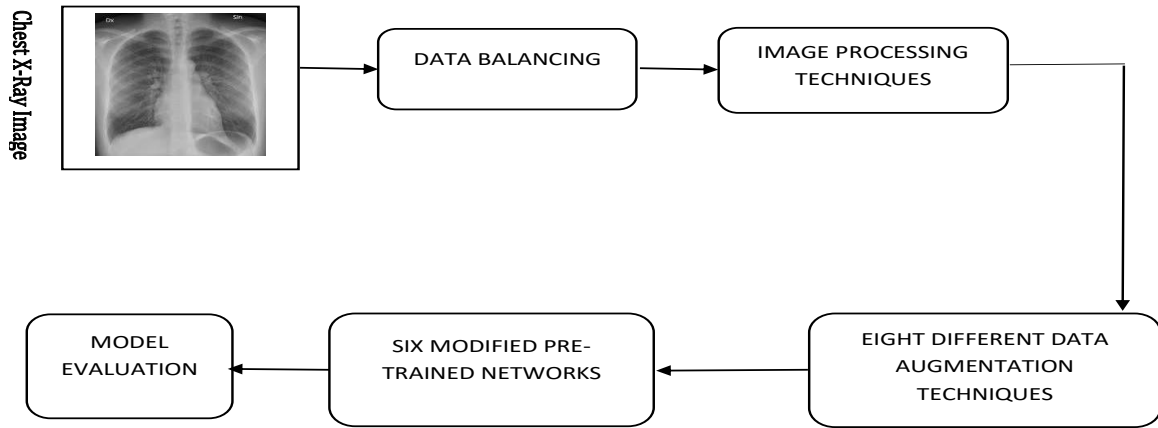 Chest X-Ray Image
Dx
Sin
DATA BALANCING
IMAGE PROCESSING
TECHNIQUES
EIGHT DIFFERENT DATA
AUGMENTATION
TECHNIQUES
SIX MODIFIED PRE-
TRAINED NETWORKS
MODEL
EVALUATION